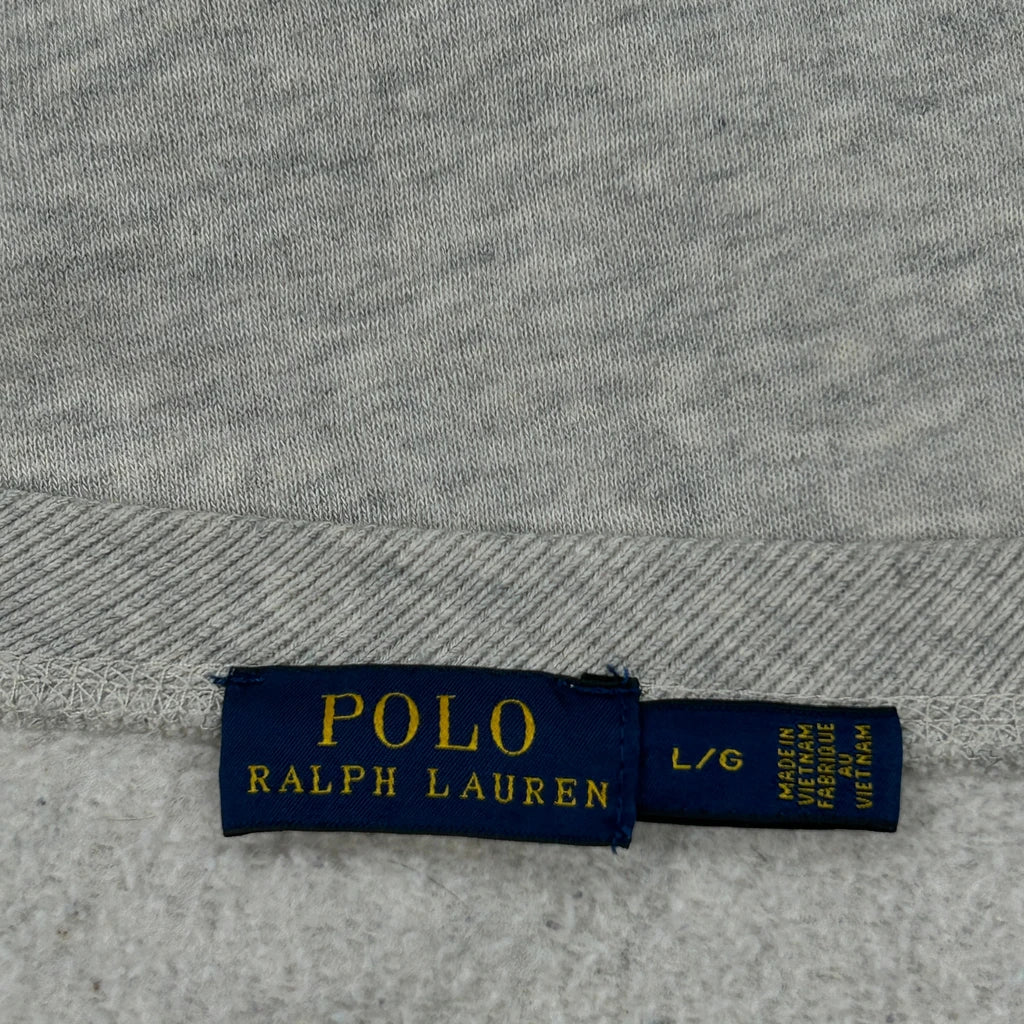 POLO
RALPH LAUREN
L/G
MADE IN
VIETNAM
FABRIQUE
AU
VIETNAM